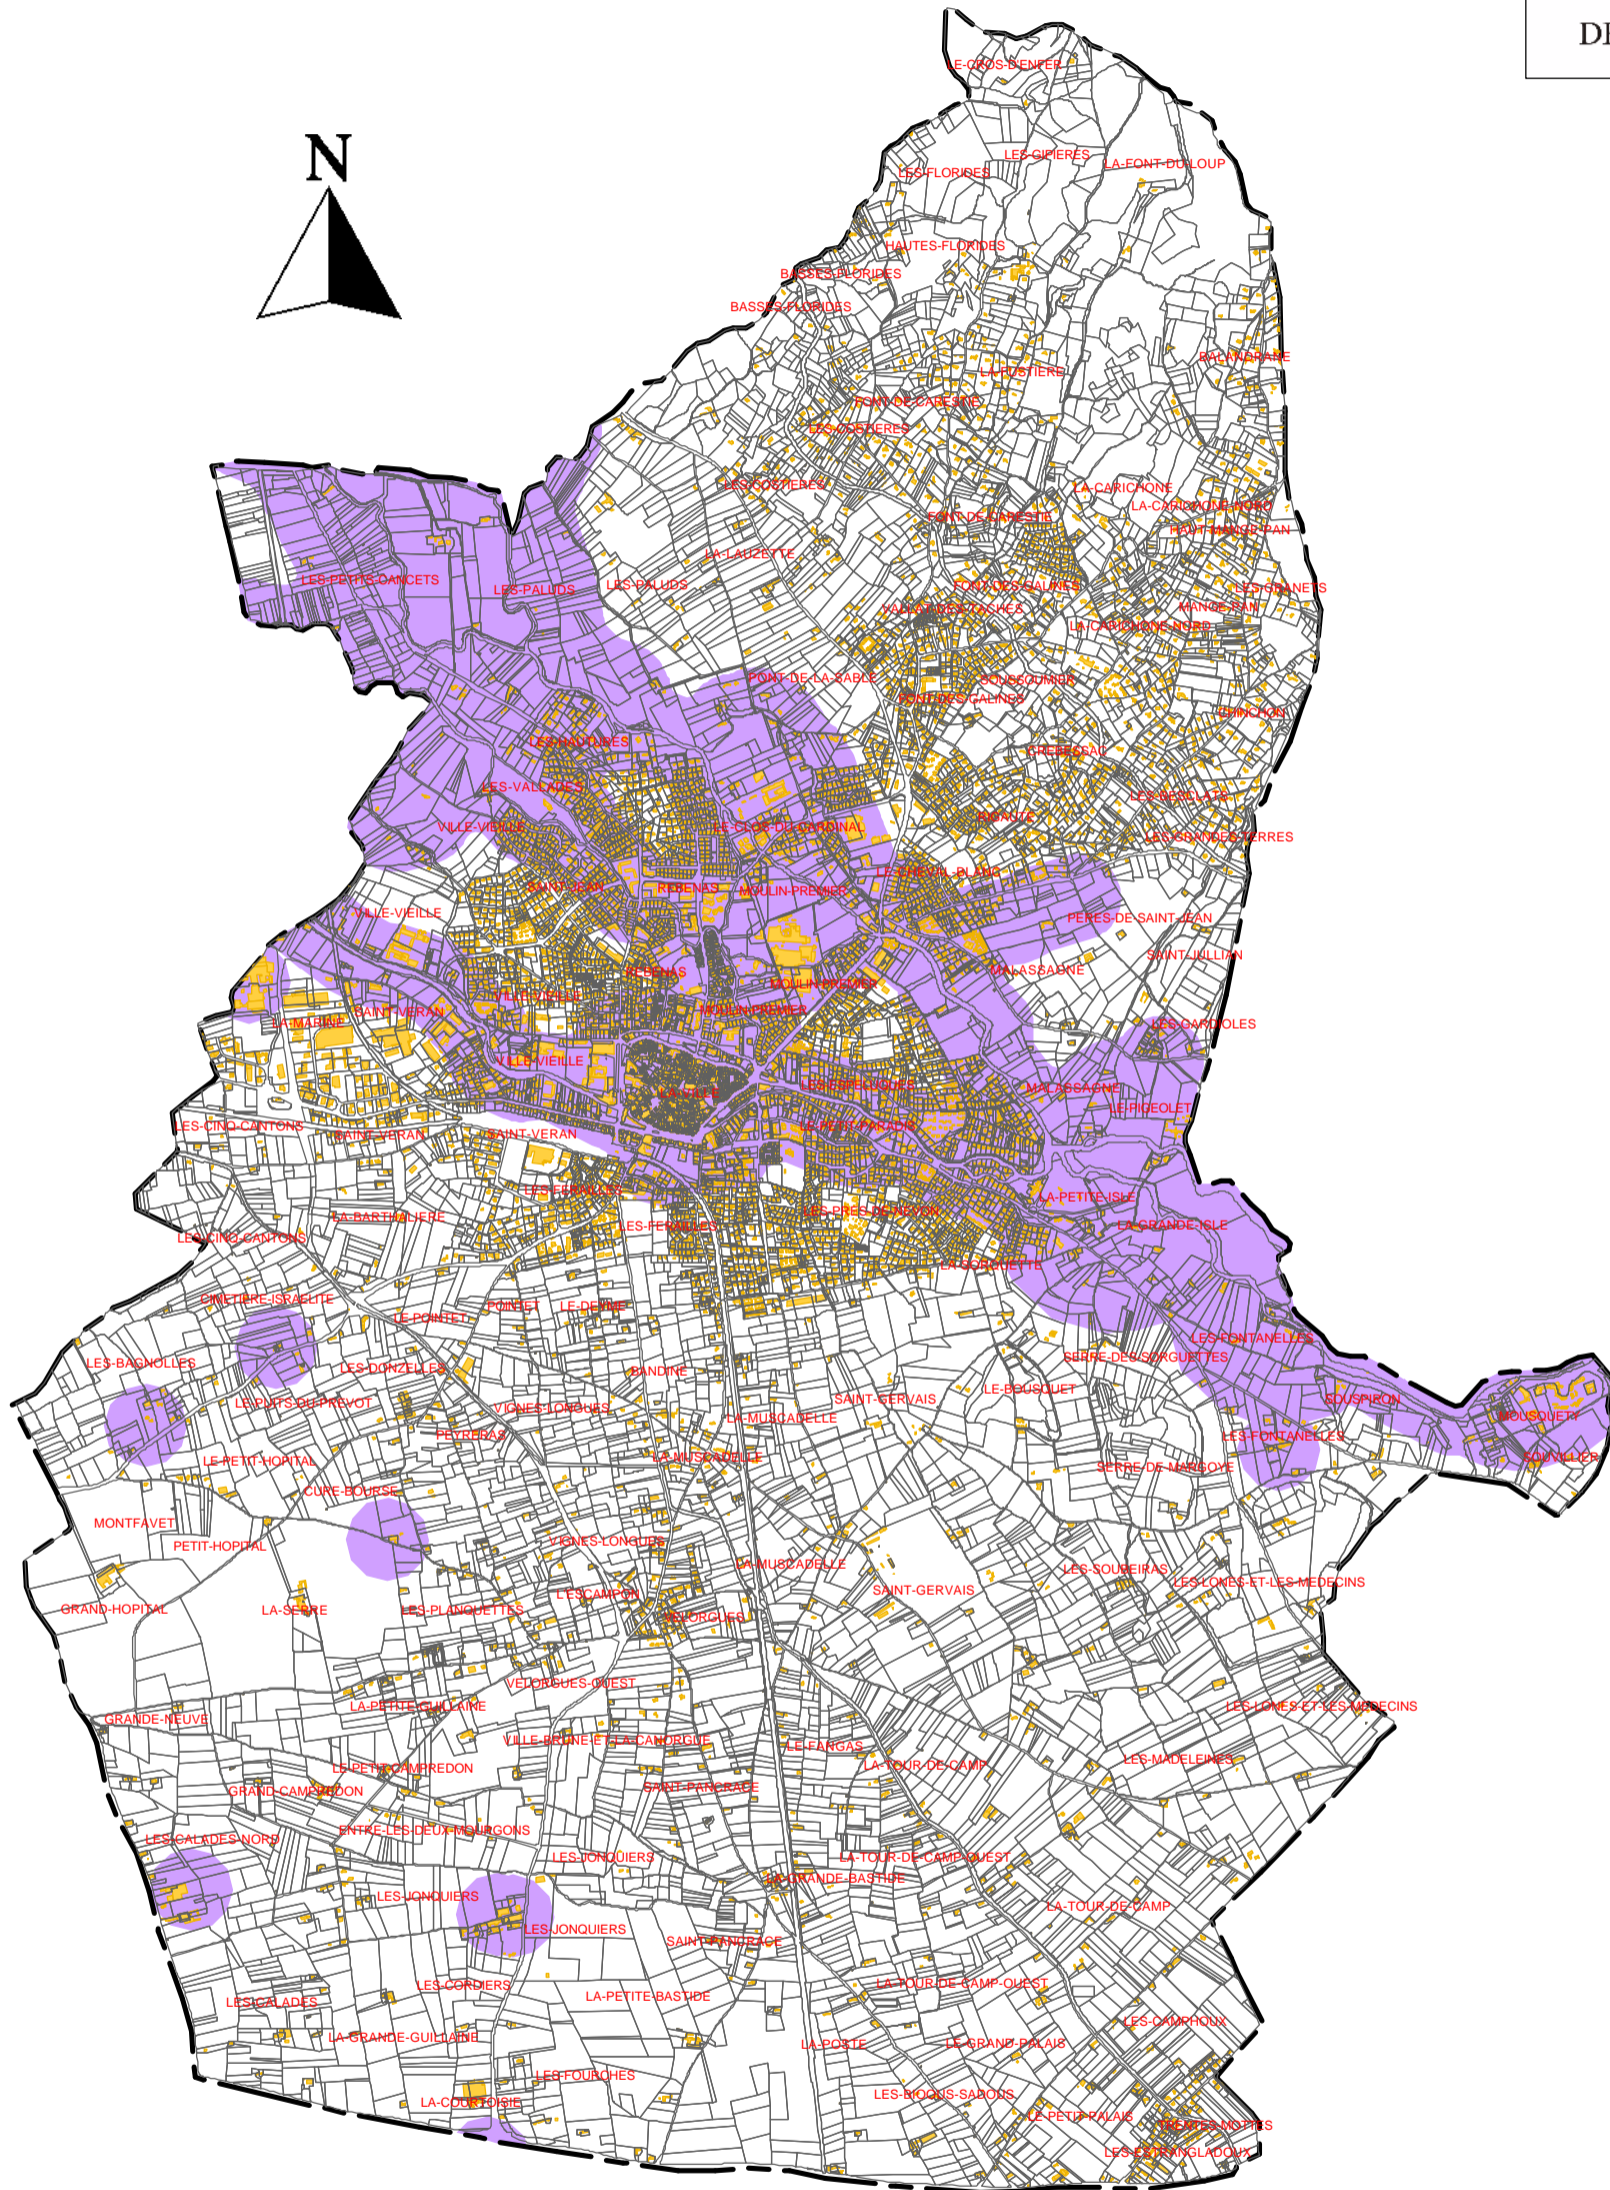 DE
N
LE-CROS-D'ENFER
LES-GIPIERES
LA-FONT-DU-LOUP
LES-FLORIDES
HAUTES-FLORIDES
BASSES-FLORIDES
BASSES-FLORIDES
BALANDRANE
LA-FUSTIERE
FONT-DE-CARESTIE
LES-COSTIERES
LES-COSTIERES
LA-CARICHONE
LA-CARICHONE-NORD
FONT-DE-CARESTIE
HAUT-MANGE-PAN
LA-LAUZETTE
LES-PETITS-CANCETS
LES-PALUDS
LES-PALUDS
FONT-DES-GALINES
LES-GRANETS
VALLAT-DES-TACHES
MANGE-PAN
LA-CARICHONE-NORD
PONT-DE-LA-SABLE
SOUSSOUMIER
FONT-DES-GALINES
CHINCHON
LES-HAUTURES
CREBESSAC
LES-VALLADES
LES-BESCLATS
VILLE-VIEILLE
LE-CLOS-DU-CARDINAL
RIGAUTE
LES-GRANDES-TERRES
LE-CHEVAL-BLANC
SAINT-JEAN
REBENAS
MOULIN-PREMIER
VILLE-VIEILLE
PERES-DE-SAINT-JEAN
SAINT-JULLIAN
REBENAS
MALASSAGNE
MOULIN-PREMIER
VILLE-VIEILLE
MOULIN-PREMIER
SAINT-VERAN
LA-MARINE
LES-GARDIOLES
VILLE-VIEILLE
LES-ESPELUQUES
MALASSAGNE
LA-VILLE
LE-PIGEOLET
LES-CINQ-CANTONS
SAINT-VERAN
SAINT-VERAN
LE-PETIT-PARADIS
LES-FERAILLES
LA-PETITE-ISLE
LA-BARTHALIERE
LES-FERAILLES
LES-PRES-DE-NEVON
LA-GRANDE-ISLE
LES-CINQ-CANTONS
LA-GORGUETTE
CIMETIERE-ISRAELITE
LE-POINTET
POINTET
LE-DEVME
LES-FONTANELLES
LES-BAGNOLLES
LES-DONZELLES
BANDINE
SERRE-DES-SORGUETTES
LE-PUITS-DU-PREVOT
VIGNES-LONGUES
SAINT-GERVAIS
LE-BOUSQUET
SOUSPIRON
LA-MUSCADELLE
MOUSQUETY
PEYRERAS
LES-FONTANELLES
LE-PETIT-HOPITAL
LA-MUSCADELLE
SERRE-DE-MARGOYE
SOUVILLIER
CURE-BOURSE
MONTFAVET
PETIT-HOPITAL
VIGNES-LONGUES
LA-MUSCADELLE
LES-SOUBEIRAS
LES-LONES-ET-LES-MEDECINS
SAINT-GERVAIS
L'ESCAMPON
GRAND-HOPITAL
LA-SERRE
LES-PLANQUETTES
VELORGUES
VELORGUES-OUEST
LA-PETITE-GUILLAINE
LES-LONES-ET-LES-MEDECINS
GRANDE-NEUVE
VILLE-BRUNE-ET-LA-CANORGUE
LE-FANGAS
LES-MADELEINES
LE-PETIT-CAMPREDON
LA-TOUR-DE-CAMP
GRAND-CAMPREDON
SAINT-PANCRACE
ENTRE-LES-DEUX-MOURGONS
LES-CALADES-NORD
LES-JONQUIERS
LA-TOUR-DE-CAMP-OUEST
LA-GRANDE-BASTIDE
LES-JONQUIERS
LA-TOUR-DE-CAMP
LES-JONQUIERS
SAINT-PANCRACE
LES-CORDIERS
LA-TOUR-DE-CAMP-OUEST
LES-CALADES
LA-PETITE-BASTIDE
LES-CAMPHOUX
LA-GRANDE-GUILLAINE
LA-POSTE
LE-GRAND-PALAIS
LES-FOURCHES
LES-BIOQUS-SADOUS
LA-COURTOISIE
LE-PETIT-PALAIS
TRENTES-MOTTES
LES-ESTRANGLADOUX